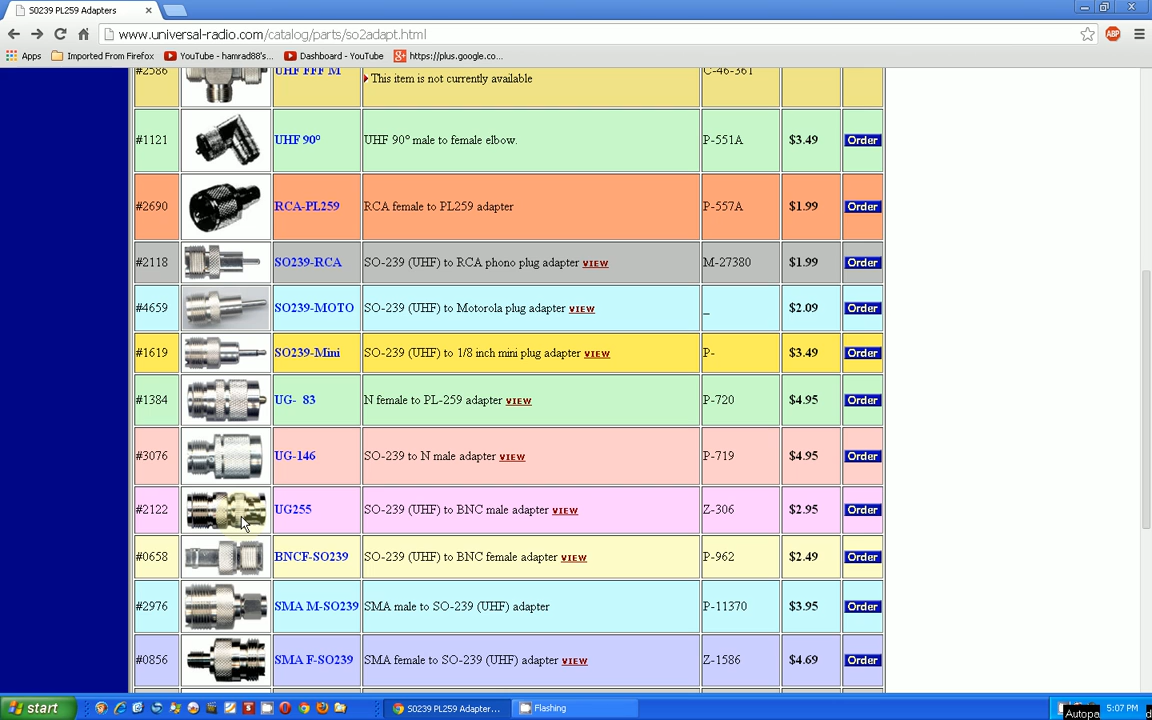 S0239 PL259 Adapters
www.universal-radio.com/catalog/parts/so2adapt.html
ABP
Apps
Imported From Firefox
YouTube - hamrad88's...
Dashboard - YouTube
https://plus.google.co...
#2586
UHF FFF M
This item is not currently available
C-46-361
#1121
UHF 90°
UHF 90° male to female elbow.
P-551A
$3.49
Order
#2690
RCA-PL259
RCA female to PL259 adapter
P-557A
$1.99
Order
#2118
SO239-RCA
SO-239 (UHF) to RCA phono plug adapter VIEW
M-27380
$1.99
Order
#4659
SO239-MOTO
SO-239 (UHF) to Motorola plug adapter VIEW
_
$2.09
Order
#1619
SO239-Mini
SO-239 (UHF) to 1/8 inch mini plug adapter VIEW
P-
$3.49
Order
#1384
UG- 83
N female to PL-259 adapter VIEW
P-720
$4.95
Order
#3076
UG-146
SO-239 to N male adapter VIEW
P-719
$4.95
Order
#2122
UG255
SO-239 (UHF) to BNC male adapter VIEW
Z-306
$2.95
Order
#0658
BNCF-SO239
SO-239 (UHF) to BNC female adapter VIEW
P-962
$2.49
Order
#2976
SMA M-SO239
SMA male to SO-239 (UHF) adapter
P-11370
$3.95
Order
#0856
SMA F-SO239
SMA female to SO-239 (UHF) adapter VIEW
Z-1586
$4.69
Order
start
S0239 PL259 Adapter...
Flashing
5:07 PM
Autopa